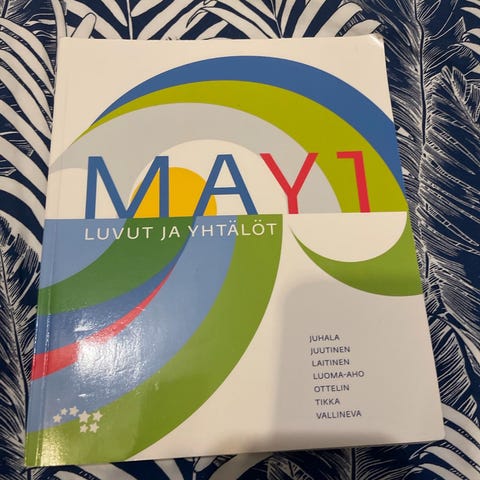 MAY1
LUVUT JA YHTÄLÖT
JUHALA
JUUTINEN
LAITINEN
LUOMA-AHO
OTTELIN
TIKKA
VALLINEVA